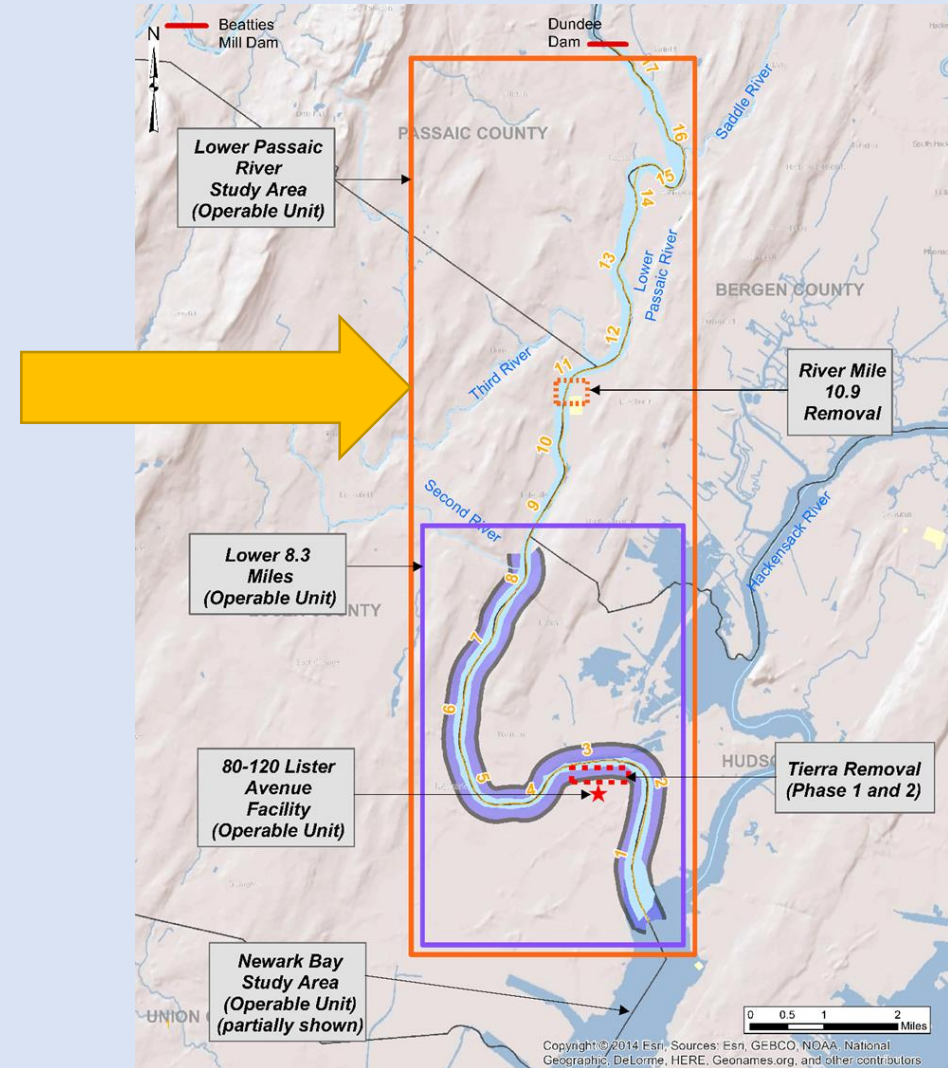 Beatties
Mill Dam
Dundee
Dam
N
17
Saddle River
PASSAIC COUNTY
16
Lower Passaic
River
Study Area
(Operable Unit)
15
14
13
Lower
Passaic River
BERGEN COUNTY
12
11
Third River
River Mile
10.9
Removal
10
9
Second River
Hackensack River
Lower 8.3
Miles
(Operable Unit)
COUNTY
8
7
6
3
HUDS
80-120 Lister
Avenue
Facility
(Operable Unit)
5
4
2
Tierra Removal
(Phase 1 and 2)
1
Newark Bay
Study Area
(Operable Unit)
(partially shown)
UNION
0 0.5 1 2
Miles
Copyright:© 2014 Esri, Sources: Esri, GEBCO, NOAA, National
Geographic, DeLorme, HERE, Geonames.org, and other contributors